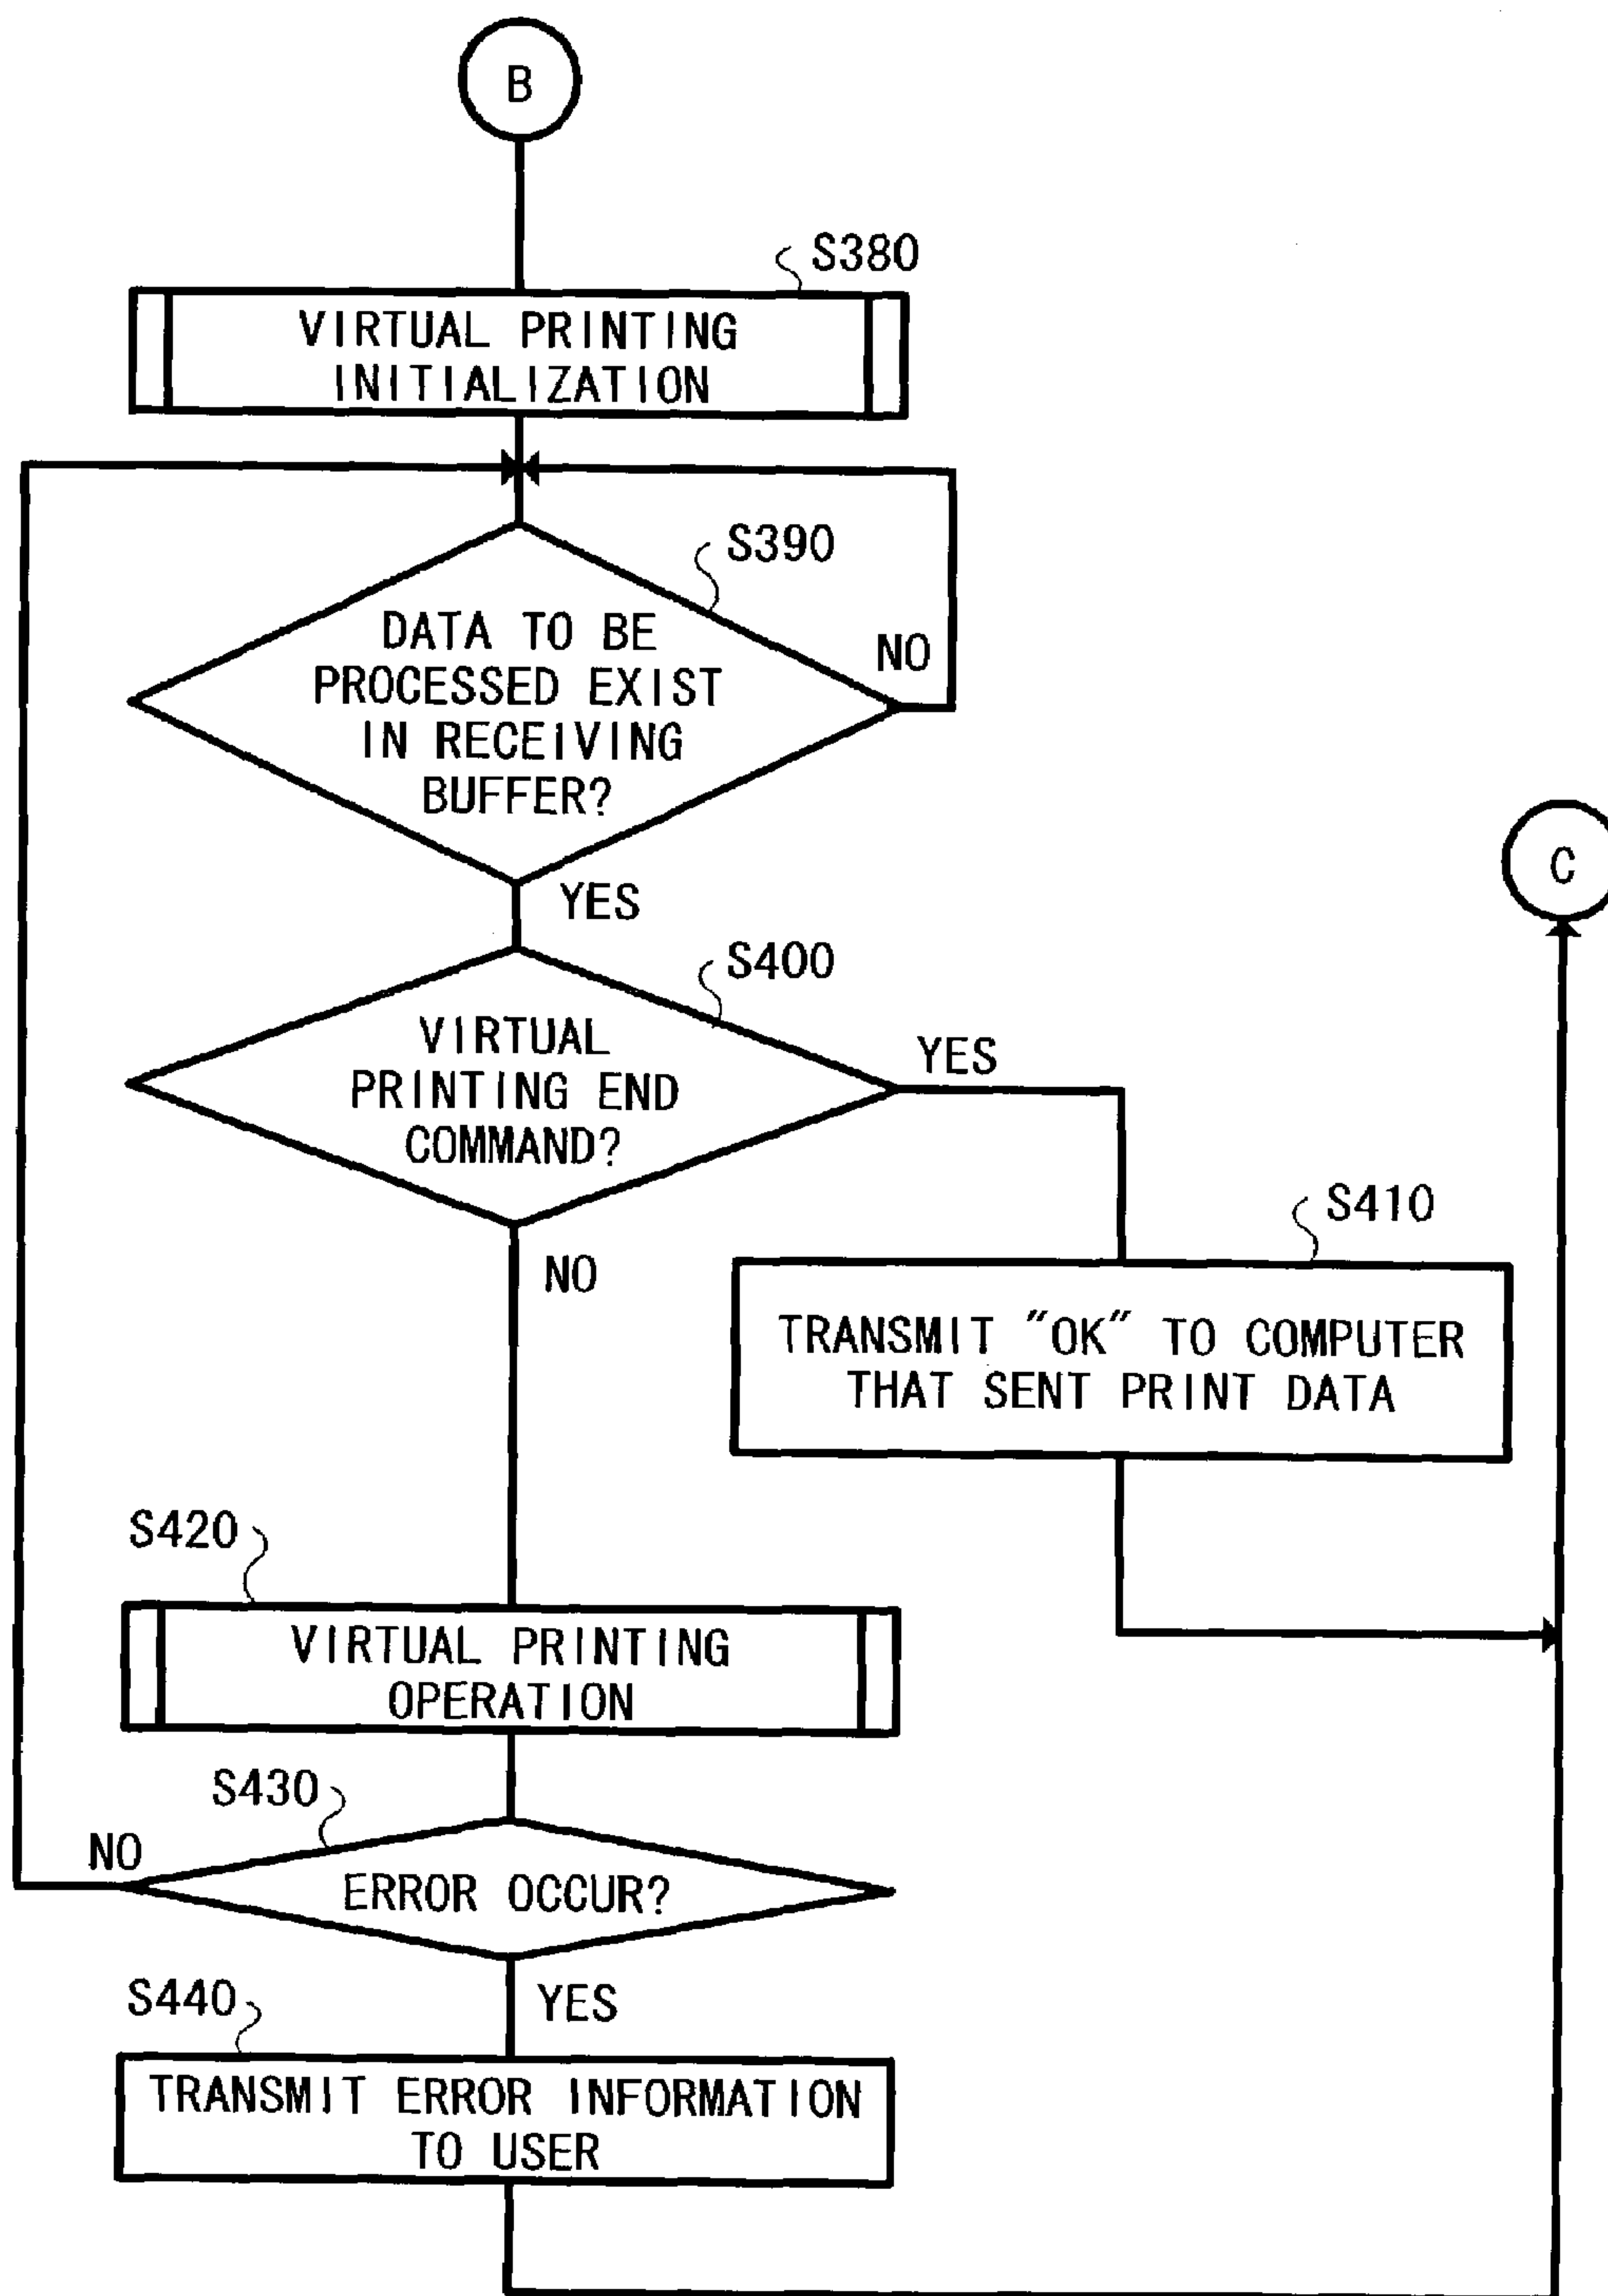 B
S380
VIRTUAL PRINTING
INITIALIZATION
S390
DATA TO BE
PROCESSED EXIST
IN RECEIVING
BUFFER?
NO
YES
C
S400
VIRTUAL
PRINTING END
COMMAND?
YES
NO
S410
TRANSMIT "OK" TO COMPUTER
THAT SENT PRINT DATA
S420
VIRTUAL PRINTING
OPERATION
S430
NO
ERROR OCCUR?
YES
S440
TRANSMIT ERROR INFORMATION
TO USER